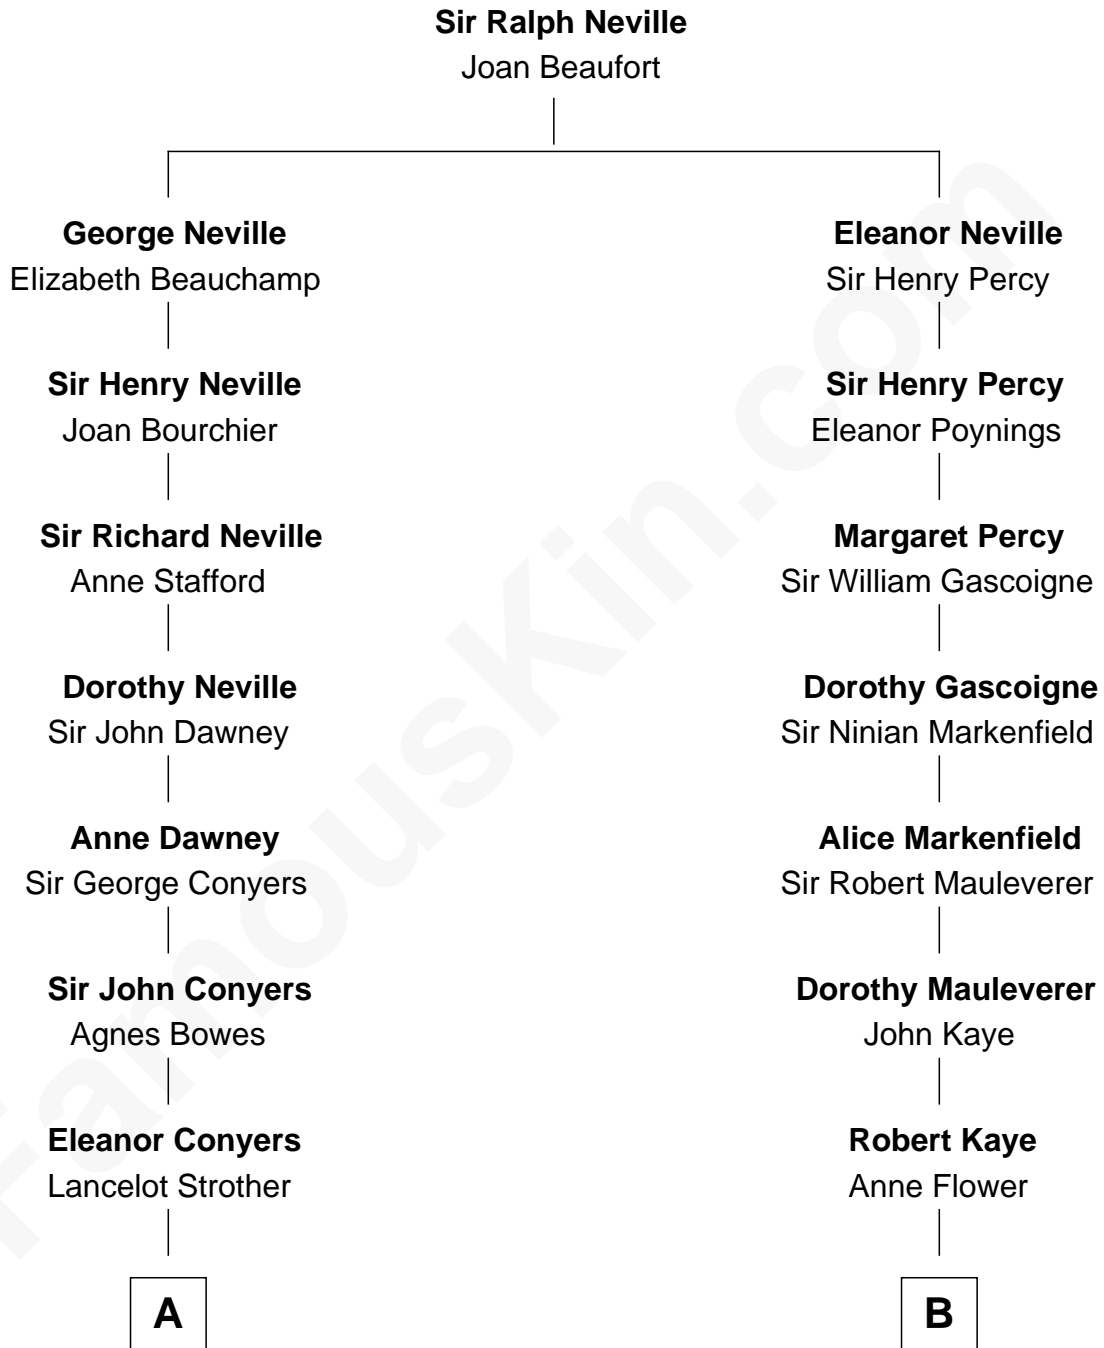 Sir Ralph Neville
Joan Beaufort
George Neville
Elizabeth Beauchamp
Eleanor Neville
Sir Henry Percy
Sir Henry Neville
Joan Bourchier
Sir Henry Percy
Eleanor Poynings
Sir Richard Neville
Anne Stafford
Margaret Percy
Sir William Gascoigne
Dorothy Neville
Sir John Dawney
Dorothy Gascoigne
Sir Ninian Markenfield
Anne Dawney
Sir George Conyers
Alice Markenfield
Sir Robert Mauleverer
Sir John Conyers
Agnes Bowes
Dorothy Mauleverer
John Kaye
Eleanor Conyers
Lancelot Strother
Robert Kaye
Anne Flower
A
B
FamousKin.com